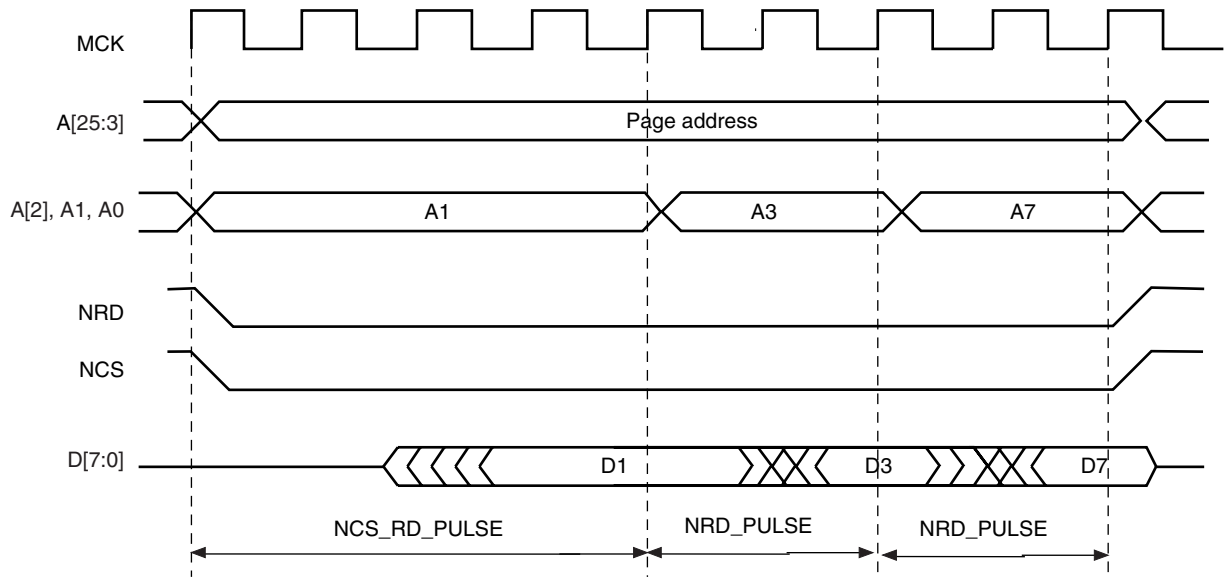 MCK
A[25:3]
Page address
A[2], A1, A0
A1
A3
A7
NRD
NCS
D[7:0]
D1
D3
D7
NCS_RD_PULSE
NRD_PULSE
NRD_PULSE